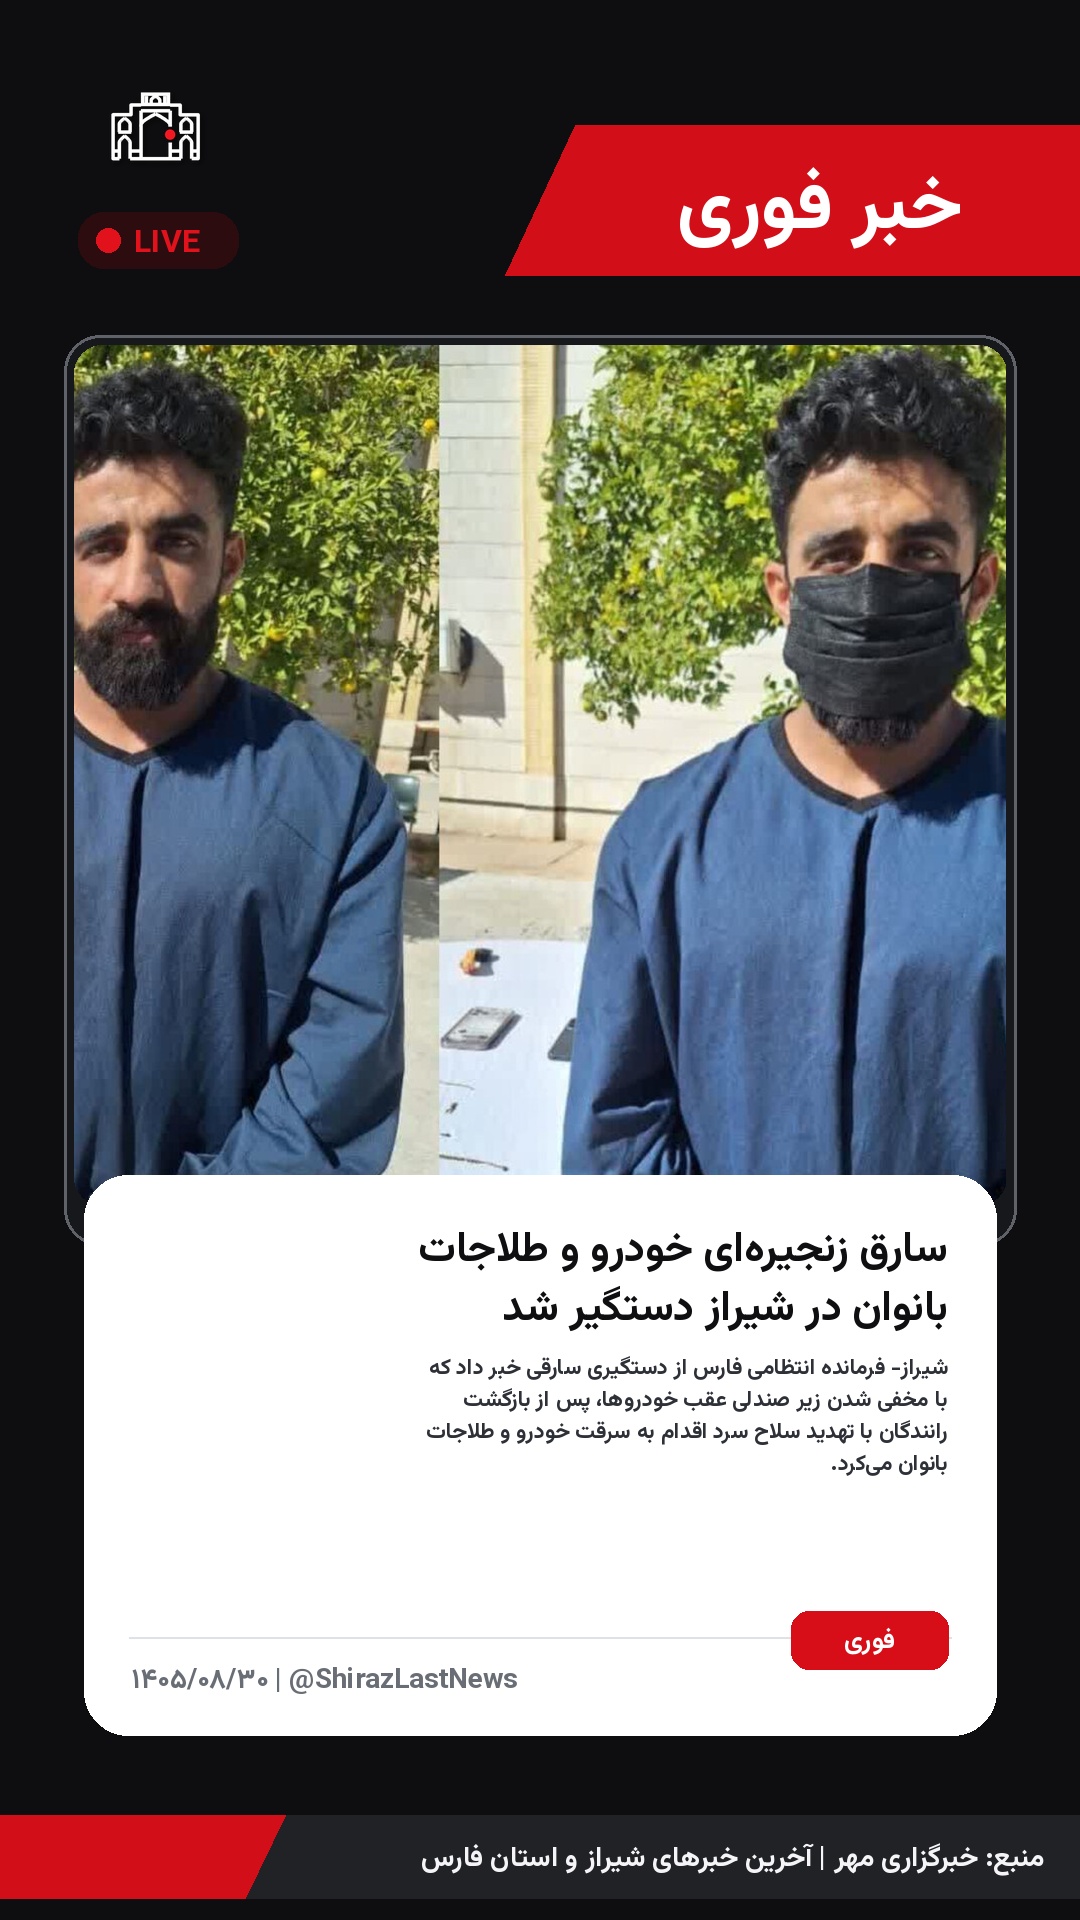 خبر فوری
LIVE
سارق زنجیره‌ای خودرو و طلاجات
بانوان در شیراز دستگیر شد
شیراز- فرمانده انتظامی فارس از دستگیری سارقی خبر داد که
با مخفی شدن زیر صندلی عقب خودروها، پس از بازگشت
رانندگان با تهدید سلاح سرد اقدام به سرقت خودرو و طلاجات
بانوان می‌کرد.
فوری
۱۴۰۵/۰۸/۳۰ | @ShirazLastNews
منبع: خبرگزاری مهر | آخرین خبرهای شیراز و استان فارس